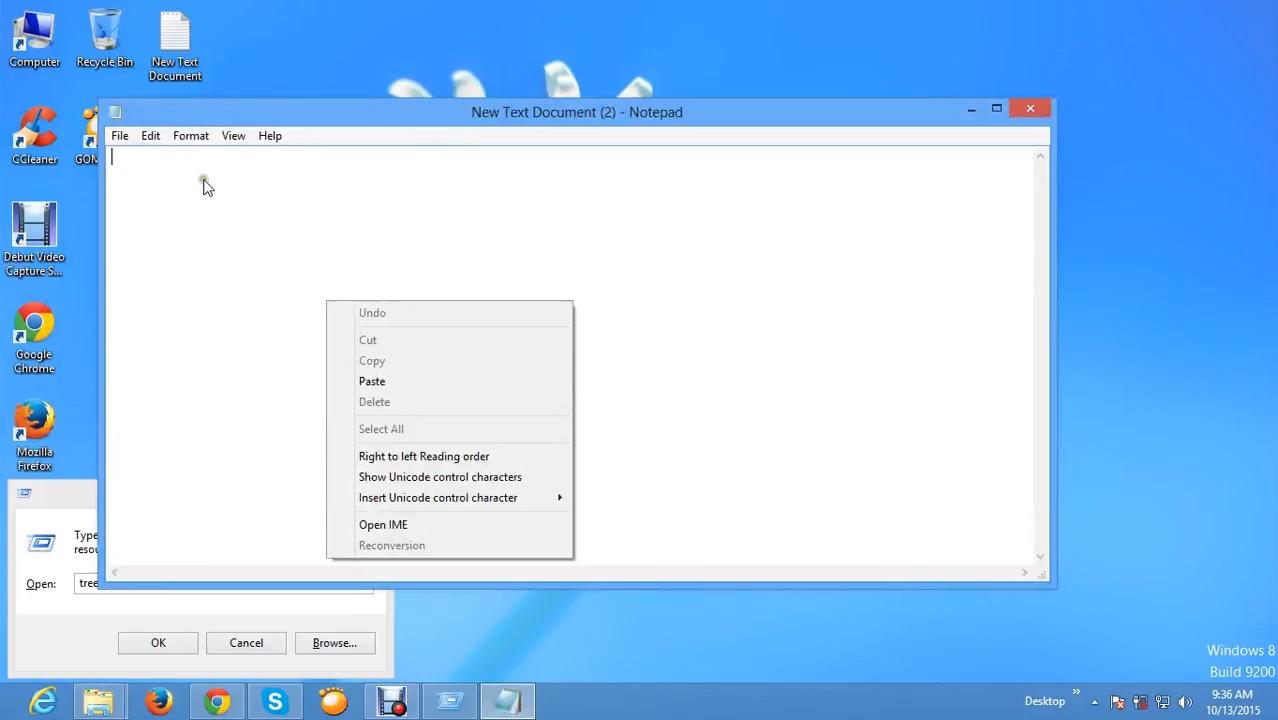 Computer
Recycle Bin
New Text
Document
New Text Document (2) - Notepad
File Edit Format View Help
CCleaner
GOM
Debut Video
Capture S...
Google
Chrome
Mozilla
Firefox
Undo
Cut
Copy
Paste
Delete
Select All
Right to left Reading order
Show Unicode control characters
Insert Unicode control character
Open IME
Reconversion
Type
resou
Open: tree
OK Cancel Browse...
Windows 8
Build 9200
Desktop
9:36 AM
10/13/2015